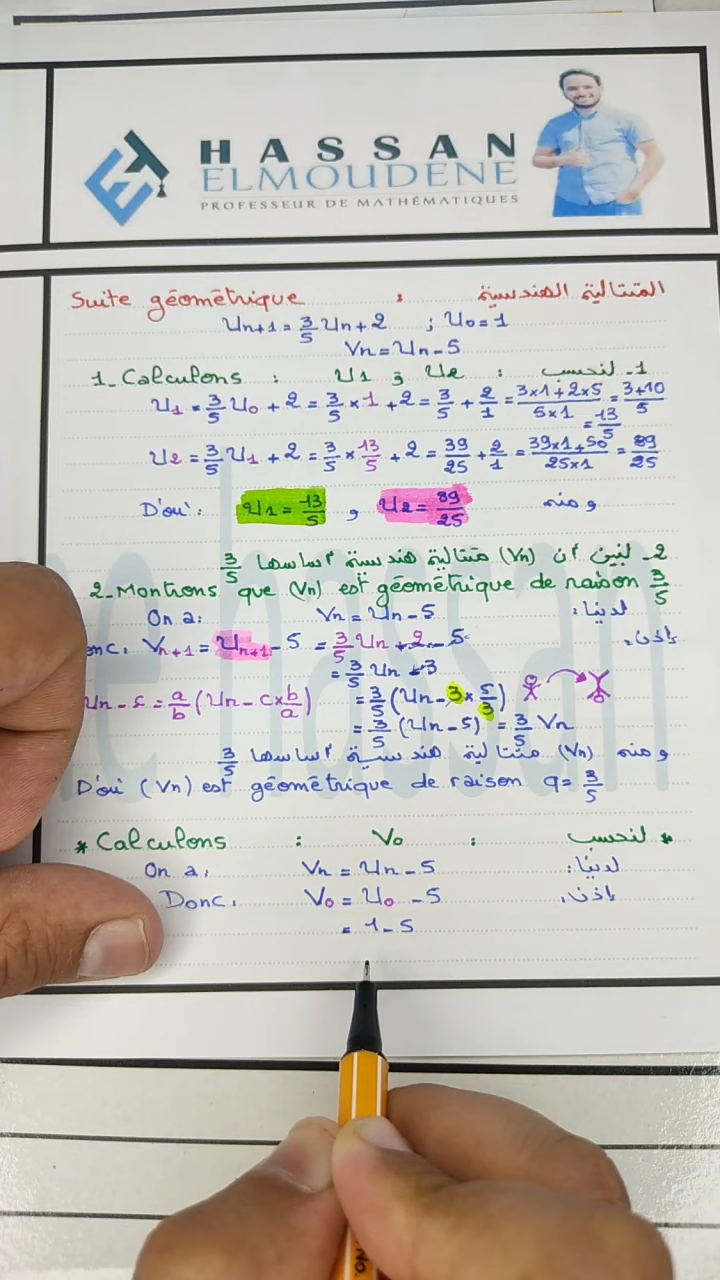 HASSAN
ELMOUDENE
PROFESSEUR DE MATHÉMATIQUES
Suite géométrique : المتتالية الهندسية
Un+1 = 3/5 Un + 2 ; U0 = 1
Vn = Un - 5
1- Calculons : U1 و U2 : 1- لنحسب
U1 = 3/5 U0 + 2 = 3/5 × 1 + 2 = 3/5 + 2/1 = (3×1+2×5)/(5×1) = (3+10)/5
= 13/5
U2 = 3/5 U1 + 2 = 3/5 × 13/5 + 2 = 39/25 + 2/1 = (39×1+50)/(25×1) = 89/25
D'où : U1 = 13/5 , U2 = 89/25 ومنه
2- لنبين أن (Vn) متتالية هندسية أساسها 3/5
2- Montrons que (Vn) est géométrique de raison 3/5
On a : Vn = Un - 5 لدينا:
onc. Vn+1 = Un+1 - 5 = 3/5 Un + 2 - 5 إذن.
= 3/5 Un - 3
Un - c = a/b (Un - c × b/a) = 3/5 (Un - 3 × 5/3)
= 3/5 (Un - 5) = 3/5 Vn
ومنه (Vn) متتالية هندسية أساسها 3/5
D'où (Vn) est géométrique de raison q = 3/5
* Calculons : V0 : لنحسب *
On a : Vn = Un - 5 لدينا:
Donc. V0 = U0 - 5 إذن.
= 1 - 5
me hassan